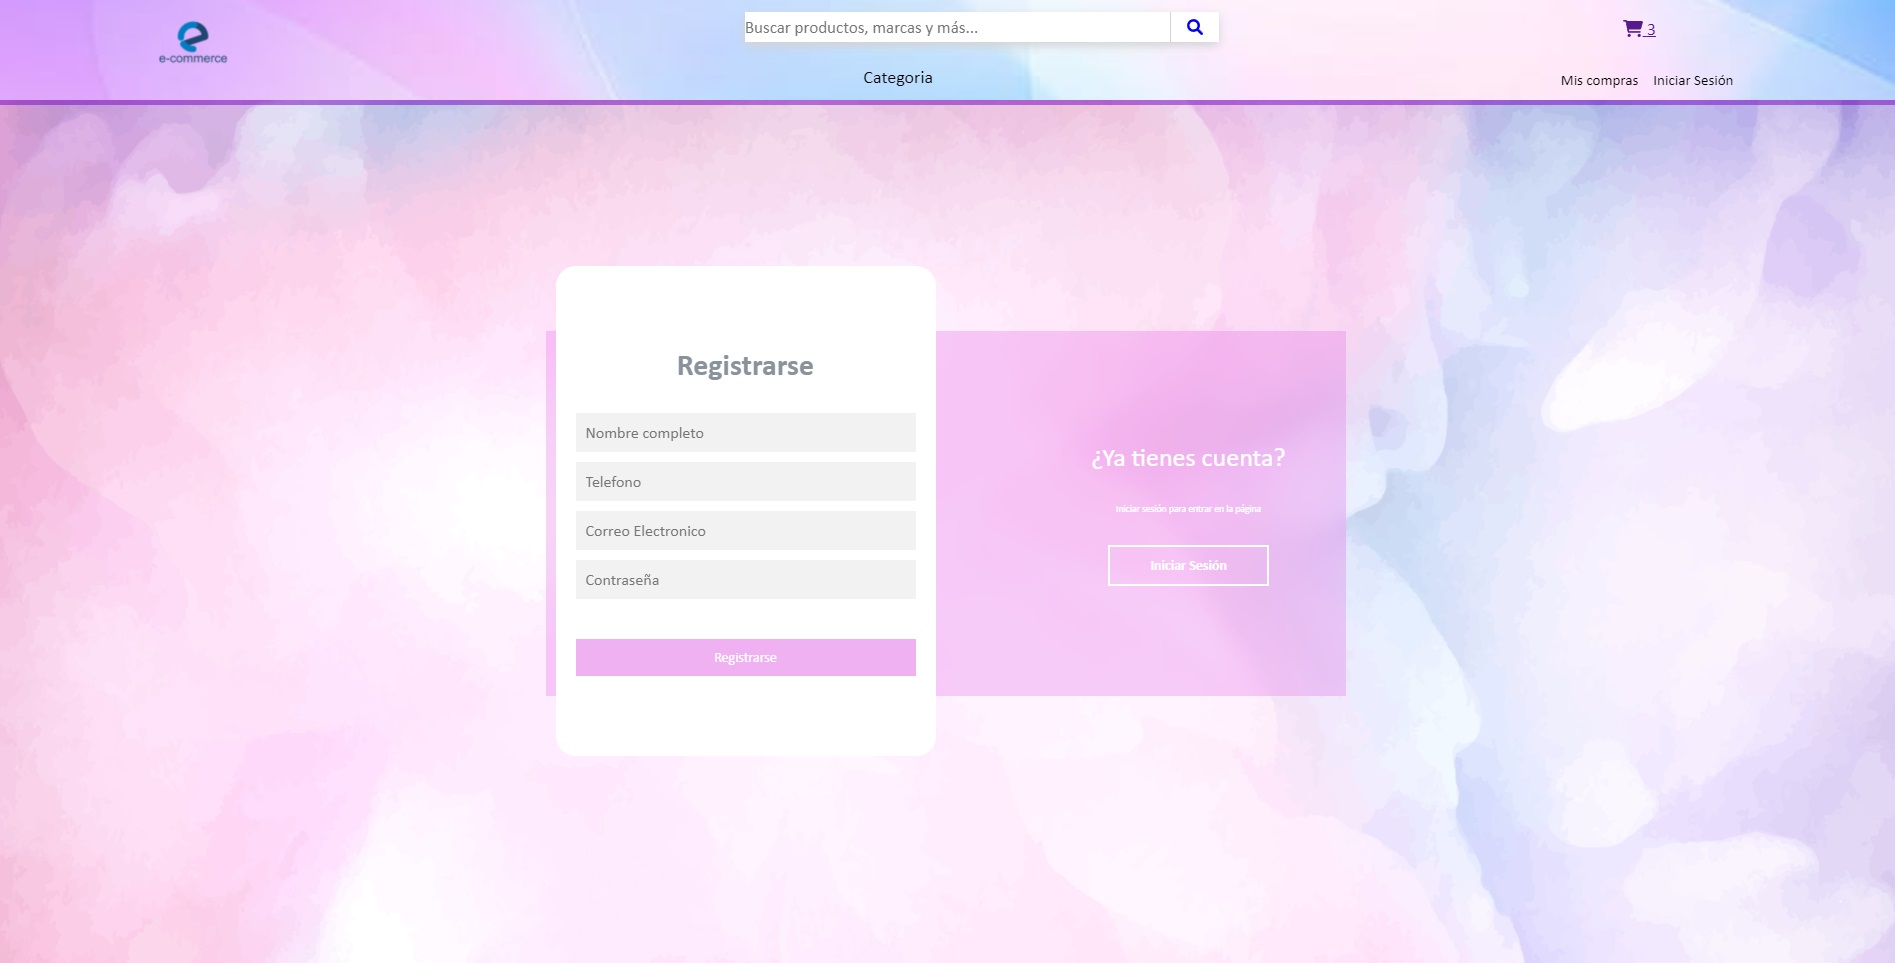 e-commerce
Buscar productos, marcas y más...
3
Categoria
Mis compras
Iniciar Sesión
Registrarse
Nombre completo
Telefono
Correo Electronico
Contraseña
Registrarse
¿Ya tienes cuenta?
Iniciar sesión para entrar en la página
Iniciar Sesión